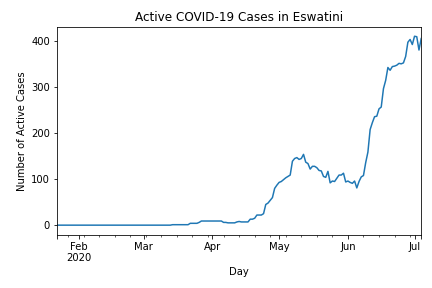 Active COVID-19 Cases in Eswatini
Number of Active Cases
400
300
200
100
0
Feb
2020
Mar
Apr
May
Jun
Jul
Day